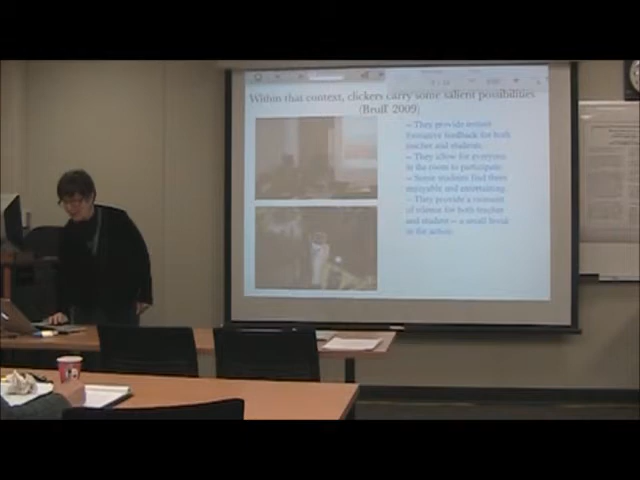 Within that context, clickers carry some salient possibilities
(Bruff 2009)
– They provide instant
formative feedback for both
teacher and students.
– They allow for everyone
in the room to participate.
– Some students find them
enjoyable and entertaining.
– They provide a moment
of silence for both teacher
and student – a small break
in the action.